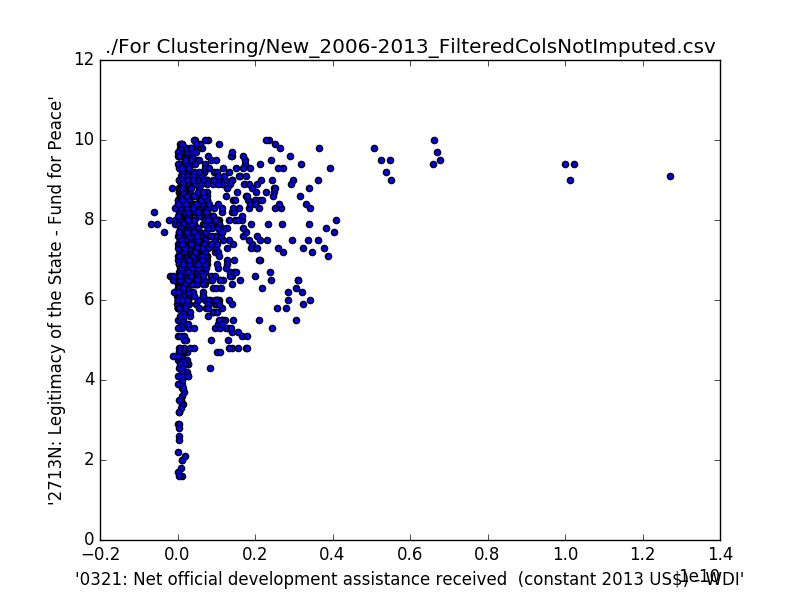 ./For Clustering/New_2006-2013_FilteredColsNotImputed.csv
12
10
8
6
4
2
0
'2713N: Legitimacy of the State - Fund for Peace'
−0.2 0.0 0.2 0.4 0.6 0.8 1.0 1.2 1.4
1e10
'0321: Net official development assistance received (constant 2013 US$) - WDI'